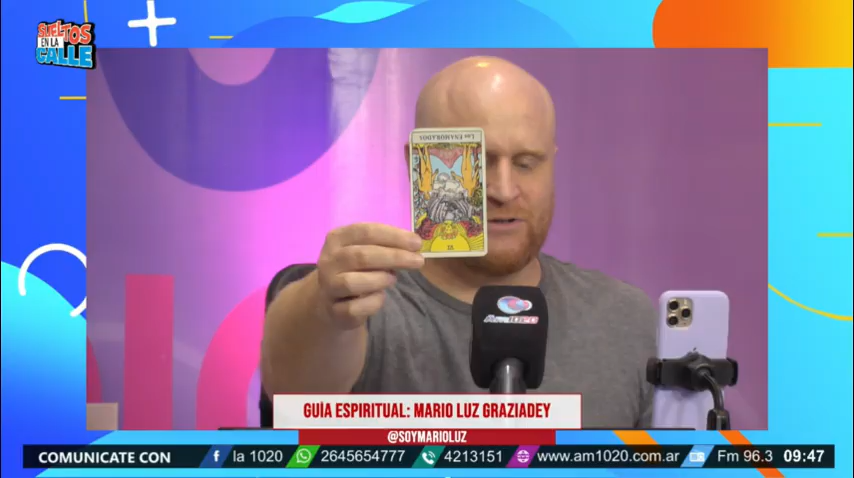 SUELTOS
EN LA
CALLE
Los ENAMORADOS
VI
AM1020
GUÍA ESPIRITUAL: MARIO LUZ GRAZIADEY
@SOYMARIOLUZ
COMUNICATE CON
la 1020
2645654777
4213151
www.am1020.com.ar
Fm 96.3
09:47